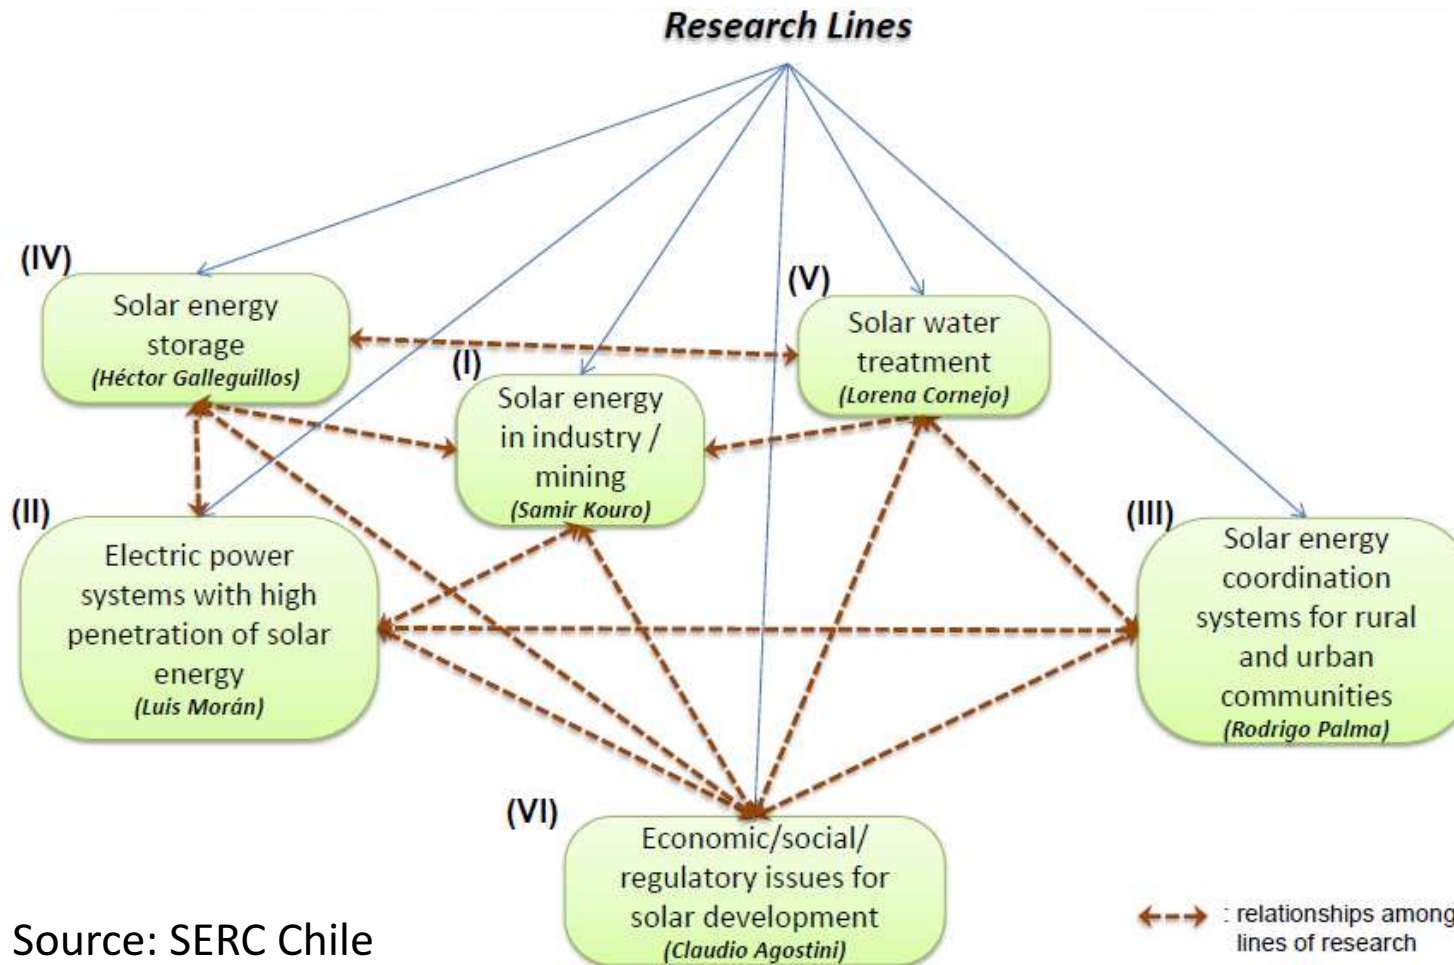 Research Lines
(IV)
Solar energy
storage
(Héctor Galleguillos)
(V)
Solar water
treatment
(Lorena Cornejo)
(I)
Solar energy
in industry /
mining
(Samir Kouro)
(II)
Electric power
systems with high
penetration of solar
energy
(Luis Morán)
(III)
Solar energy
coordination
systems for rural
and urban
communities
(Rodrigo Palma)
(VI)
Economic/social/
regulatory issues for
solar development
(Claudio Agostini)
: relationships among
lines of research
Source: SERC Chile